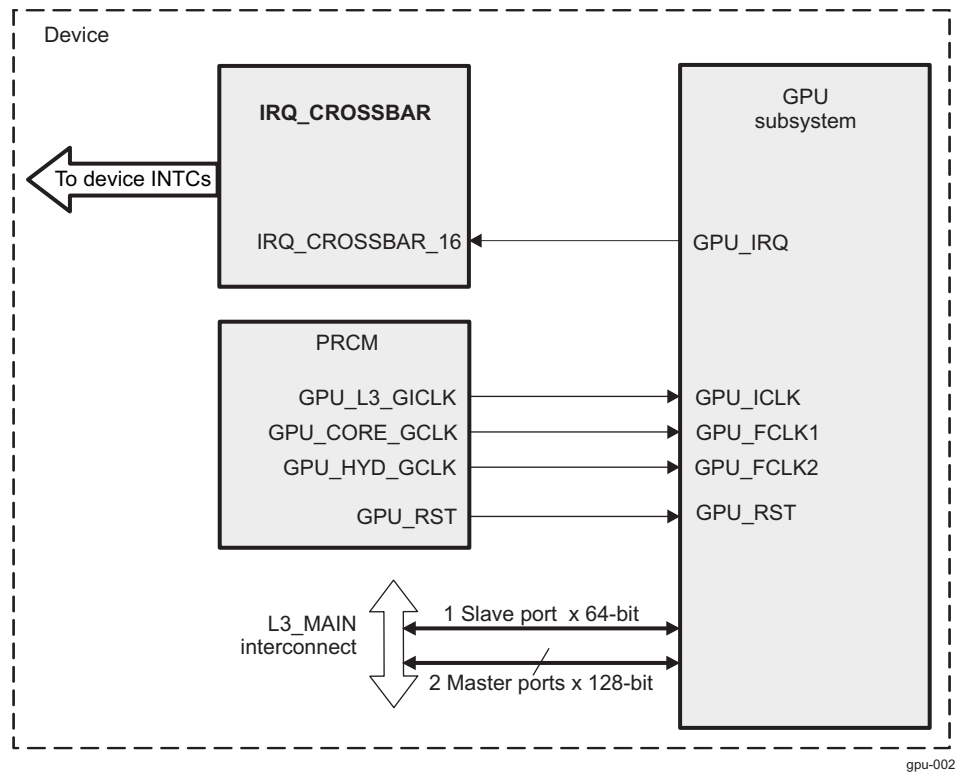 Device
IRQ_CROSSBAR
GPU
subsystem
To device INTCs
IRQ_CROSSBAR_16
GPU_IRQ
PRCM
GPU_L3_GICLK
GPU_ICLK
GPU_CORE_GCLK
GPU_FCLK1
GPU_HYD_GCLK
GPU_FCLK2
GPU_RST
GPU_RST
L3_MAIN
interconnect
1 Slave port x 64-bit
2 Master ports x 128-bit
gpu-002